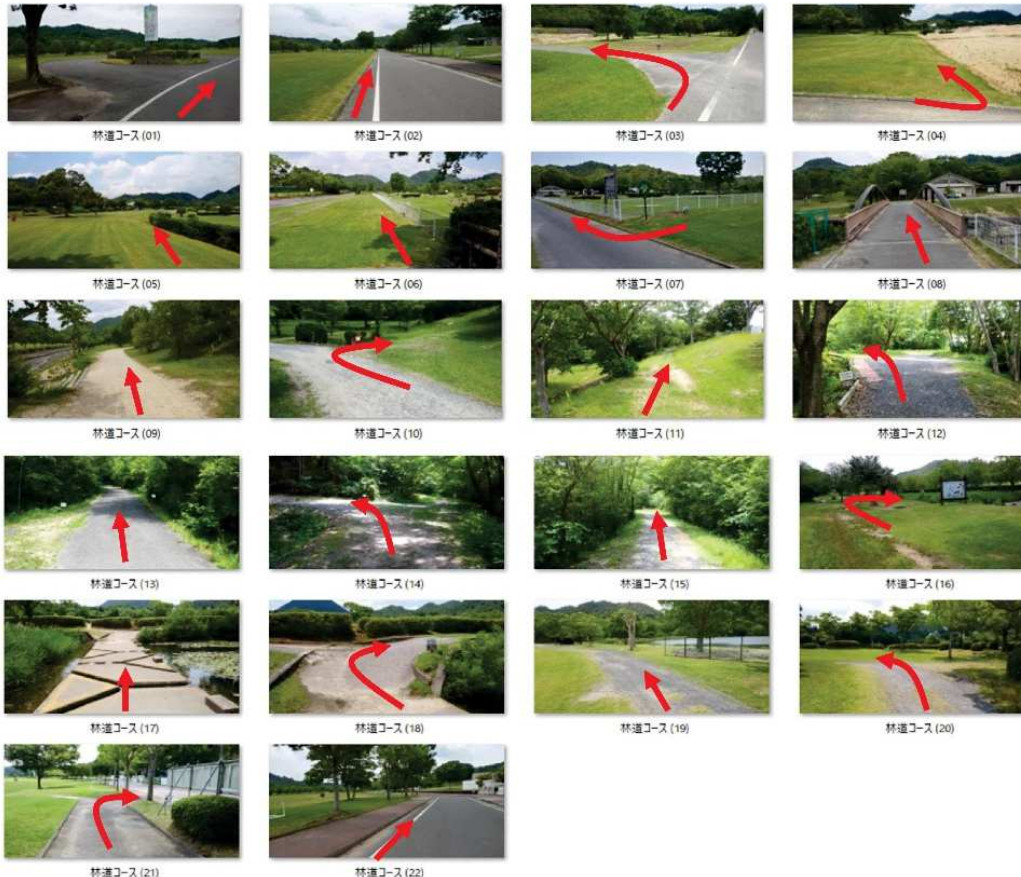 林道コース (01)
林道コース (02)
林道コース (03)
林道コース (04)
林道コース (05)
林道コース (06)
林道コース (07)
林道コース (08)
林道コース (09)
林道コース (10)
林道コース (11)
林道コース (12)
林道コース (13)
林道コース (14)
林道コース (15)
林道コース (16)
林道コース (17)
林道コース (18)
林道コース (19)
林道コース (20)
林道コース (21)
林道コース (22)